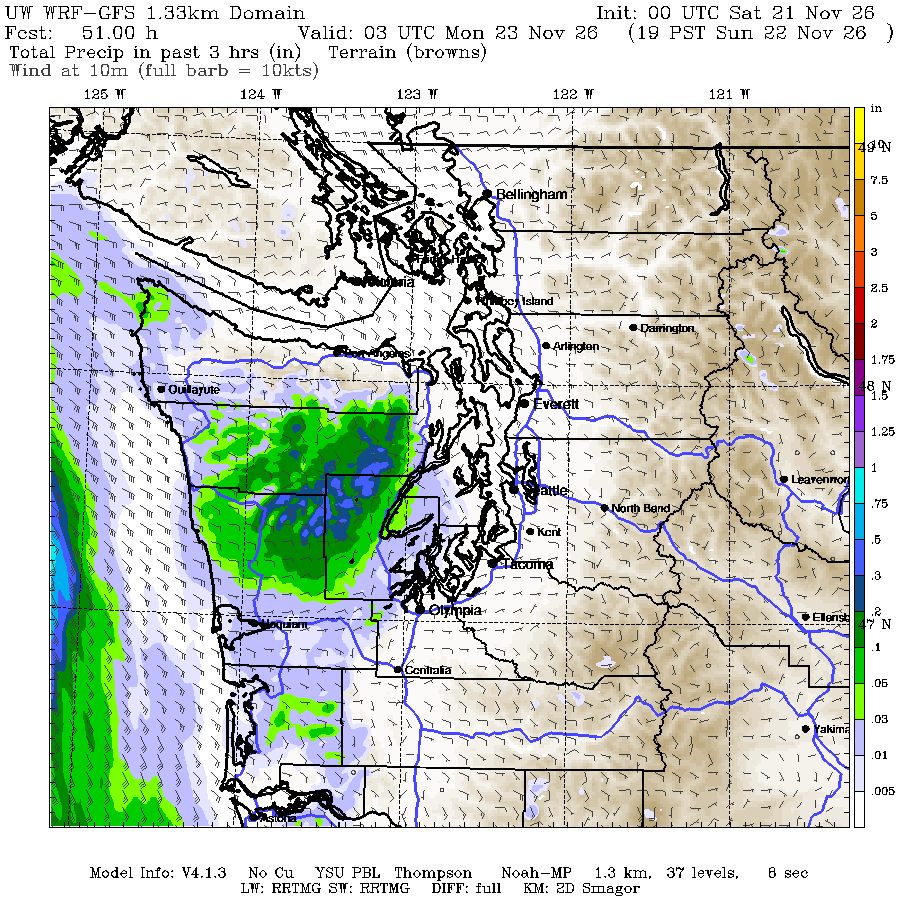 UW WRF-GFS 1.33km Domain Init: 00 UTC Sat 21 Nov 26
Fcst: 51.00 h Valid: 03 UTC Mon 23 Nov 26 (19 PST Sun 22 Nov 26 )
Total Precip in past 3 hrs (in) Terrain (browns)
Wind at 10m (full barb = 10kts)
125 W 124 W 123 W 122 W 121 W
in
49 N
7.5
Bellingham
5
3
Victoria
2.5
Island
Darrington
2
Arlington
Port Angeles
1.75
48 N
Quillayute
1.5
Everett
1.25
1
Leavenwor
Seattle
.75
North Bend
Kent
.5
Tacoma
.3
Olympia
.2
Ellensb
Hoquiam
47 N
.1
Centralia
.05
.03
Yakima
.01
.005
Astoria
Model Info: V4.1.3 No Cu YSU PBL Thompson Noah-MP 1.3 km, 37 levels, 8 sec
LW: RRTMG SW: RRTMG DIFF: full KM: 2D Smagor